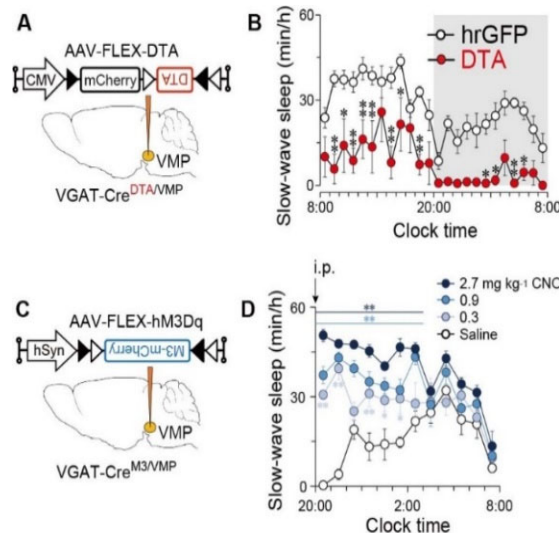 A
AAV-FLEX-DTA
CMV
mCherry
DTA
VMP
VGAT-Cre DTA/VMP
B
hrGFP
DTA
Slow-wave sleep (min/h)
60
30
0
**
*
**
**
**
*
**
*
**
*
*
**
*
8:00
20:00
8:00
Clock time
C
AAV-FLEX-hM3Dq
hSyn
M3-mCherry
VMP
VGAT-Cre M3/VMP
D
i.p.
2.7 mg kg-1 CNO
0.9
0.3
Saline
Slow-wave sleep (min/h)
60
30
0
**
**
**
**
**
*
*
20:00
2:00
8:00
Clock time